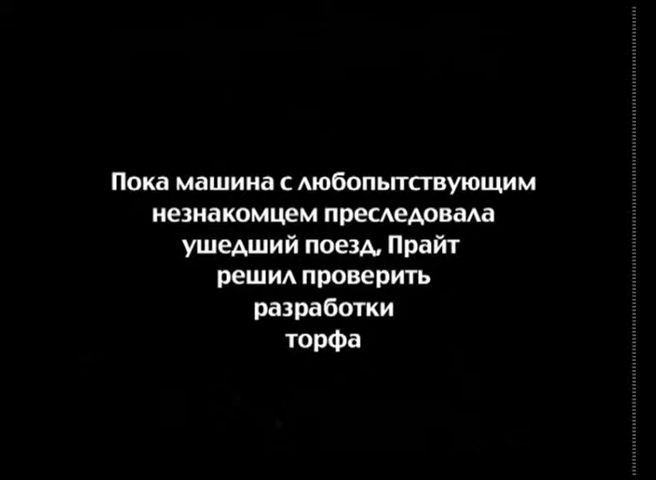 Пока машина с любопытствующим
незнакомцем преследовала
ушедший поезд, Прайт
решил проверить
разработки
торфа